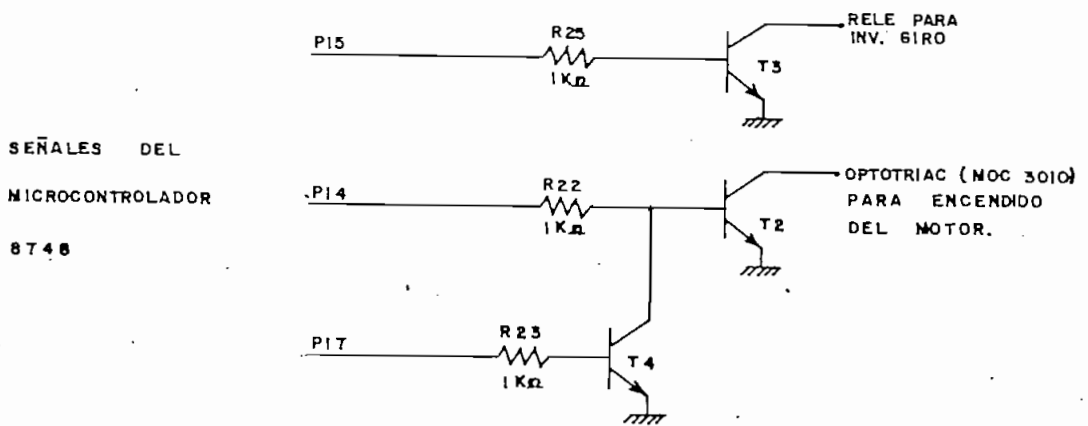 RELE PARA
INV. GIRO
R25
P15
1KΩ
T3
SEÑALES DEL
MICROCONTROLADOR
8748
OPTOTRIAC (MOC 3010)
PARA ENCENDIDO
DEL MOTOR.
R22
P14
1KΩ
T2
R23
P17
1KΩ
T4